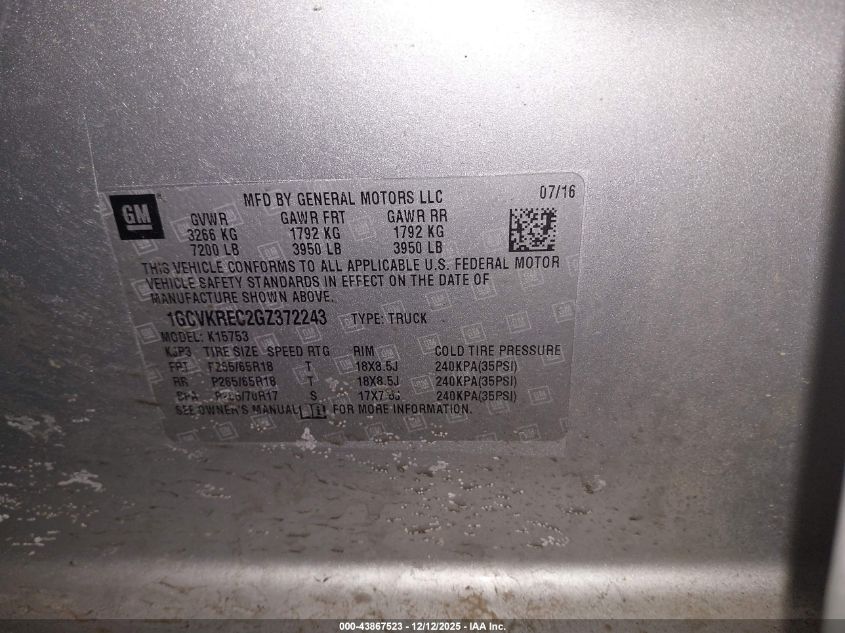 GM
MFD BY GENERAL MOTORS LLC 07/16
GVWR GAWR FRT GAWR RR
3266 KG 1792 KG 1792 KG
7200 LB 3950 LB 3950 LB
THIS VEHICLE CONFORMS TO ALL APPLICABLE U.S. FEDERAL MOTOR
VEHICLE SAFETY STANDARDS IN EFFECT ON THE DATE OF
MANUFACTURE SHOWN ABOVE.
1GCVKREC2GZ372243 TYPE: TRUCK
MODEL: K15753
TIRE SIZE SPEED RTG RIM COLD TIRE PRESSURE
T 18X8.5J 240KPA(35PSI)
RR P265/65R18 T 18X8.5J 240KPA(35PSI)
S 240KPA(35PSI)
SEE OWNER'S MANUAL FOR MORE INFORMATION.
000-43867523 - 12/12/2025 - IAA Inc.